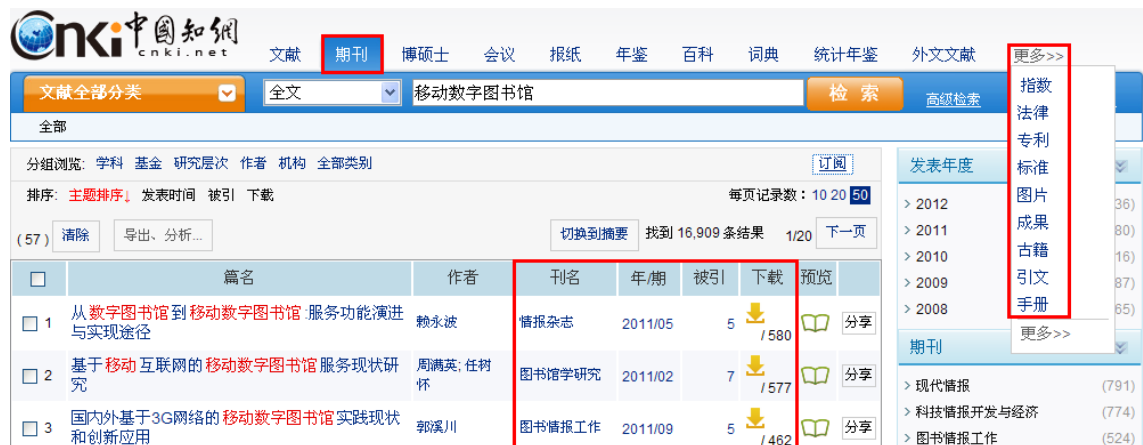 cnki中国知网
cnki.net
文献 期刊 博硕士 会议 报纸 年鉴 百科 词典 统计年鉴 外文文献 更多>>
文献全部分类 全文 移动数字图书馆 检索 高级检索
指数
法律
专利
标准
图片
成果
古籍
引文
手册
更多>>
全部
分组浏览: 学科 基金 研究层次 作者 机构 全部类别 订阅
排序: 主题排序↓ 发表时间 被引 下载 每页记录数: 10 20 50
(57) 清除 导出、分析... 切换到摘要 找到 16,909 条结果 1/20 下一页
篇名 作者 刊名 年/期 被引 下载 预览
1 从数字图书馆到移动数字图书馆:服务功能演进与实现途径 赖永波 情报杂志 2011/05 5 /580 分享
2 基于移动互联网的移动数字图书馆服务现状研究 周满英; 任树怀 图书馆学研究 2011/02 7 /577 分享
3 国内外基于3G网络的移动数字图书馆实践现状和创新应用 郭溪川 图书情报工作 2011/09 5 /462 分享
发表年度
> 2012 36)
> 2011 80)
> 2010 16)
> 2009 87)
> 2008 65)
期刊
> 现代情报 (791)
> 科技情报开发与经济 (774)
> 图书情报工作 (524)